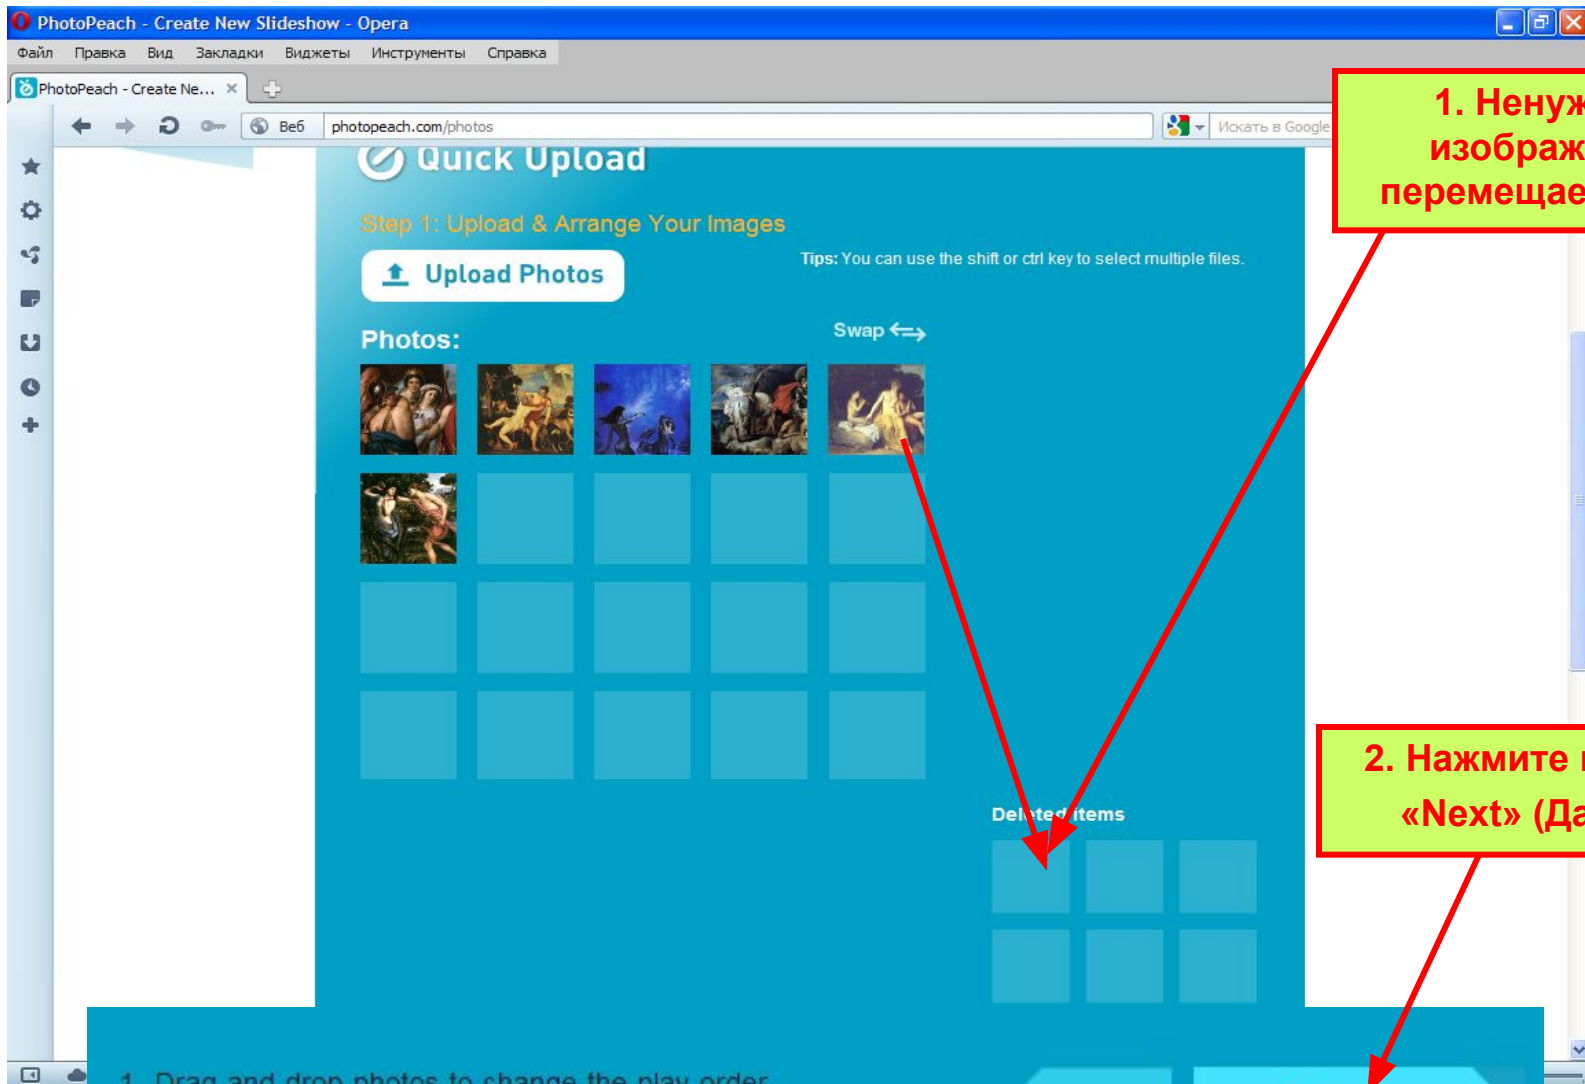 PhotoPeach - Create New Slideshow - Opera
Файл Правка Вид Закладки Виджеты Инструменты Справка
PhotoPeach - Create Ne...
Веб photopeach.com/photos Искать в Google
1. Ненуж
изображ
перемещае
Quick Upload
Step 1: Upload & Arrange Your Images
Upload Photos
Tips: You can use the shift or ctrl key to select multiple files.
Photos:
Swap
2. Нажмите
«Next» (Да
Deleted items
1. Drag and drop photos to change the play order